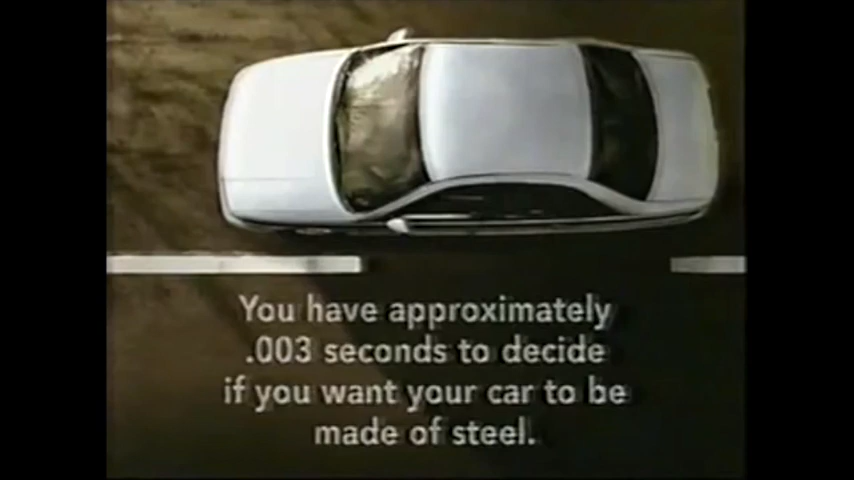 You have approximately
.003 seconds to decide
if you want your car to be
made of steel.